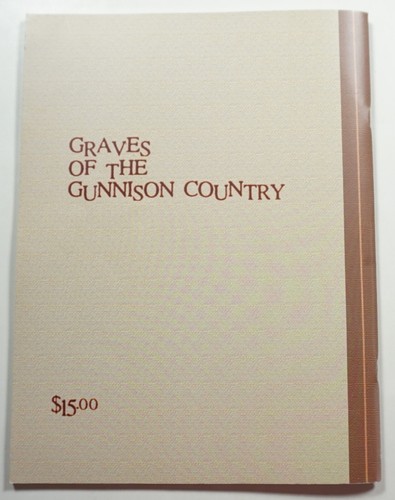 GRAVES
OF THE
GUNNISON COUNTRY
$15.00